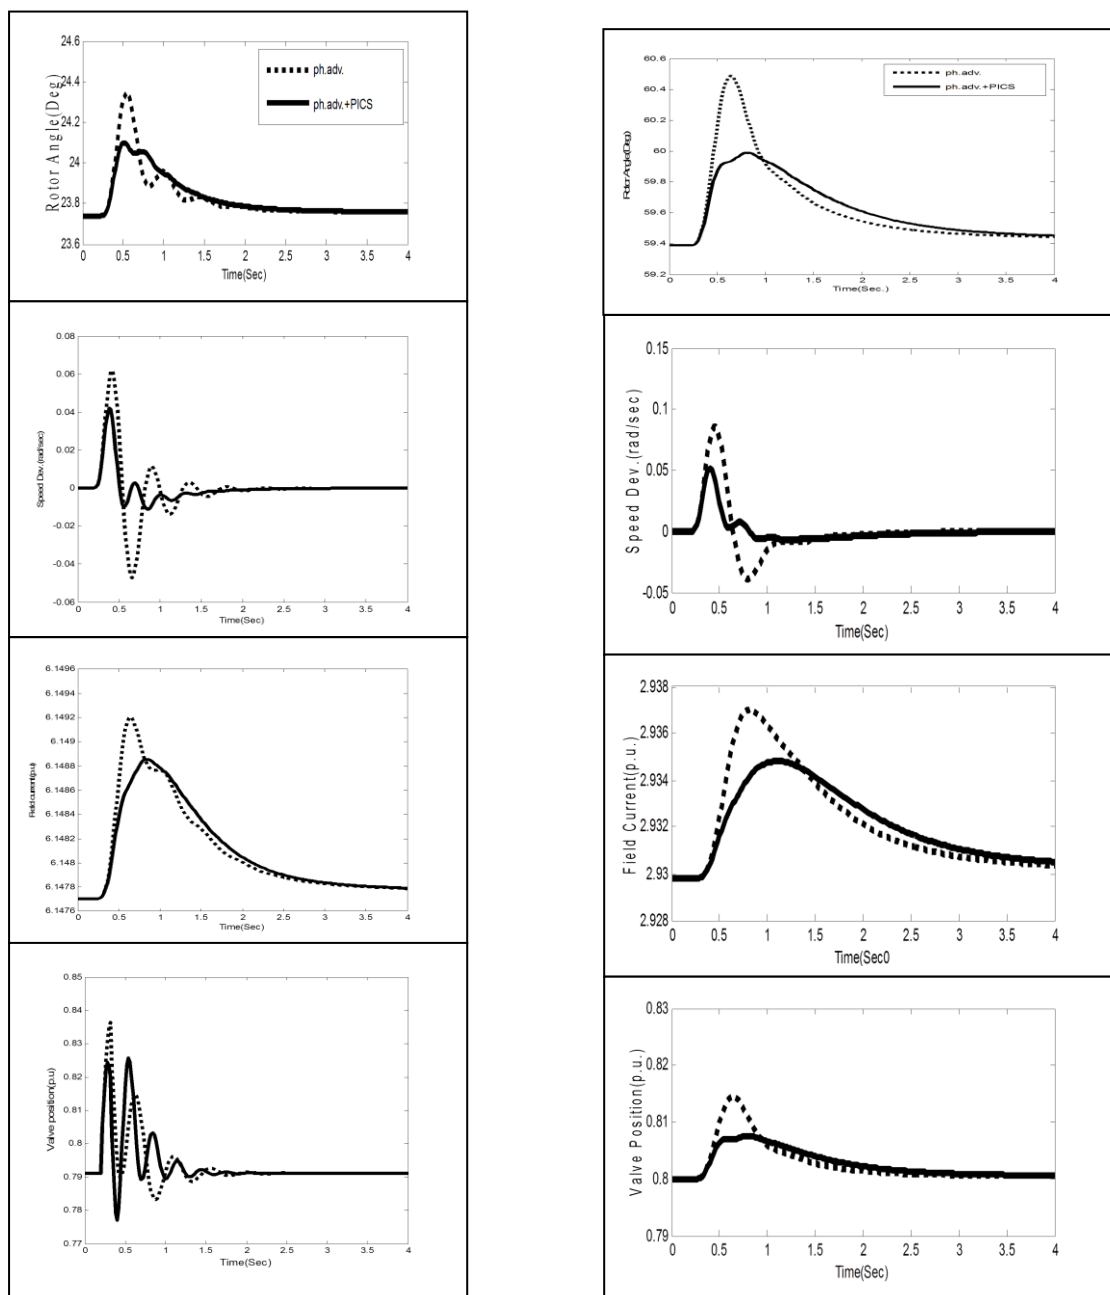 24.6
24.4
24.2
24
23.8
23.6
Rotor Angle(Deg)
ph.adv.
ph.adv.+PICS
0 0.5 1 1.5 2 2.5 3 3.5 4
Time(Sec)
0.08
0.06
0.04
0.02
0
-0.02
-0.04
-0.06
Speed Dev.(rad/sec)
0 0.5 1 1.5 2 2.5 3 3.5 4
Time(Sec)
6.1496
6.1494
6.1492
6.149
6.1488
6.1486
6.1484
6.1482
6.148
6.1478
6.1476
Field current(p.u)
0 0.5 1 1.5 2 2.5 3 3.5 4
Time(Sec)
0.85
0.84
0.83
0.82
0.81
0.8
0.79
0.78
0.77
Valve position(p.u)
0 0.5 1 1.5 2 2.5 3 3.5 4
Time(Sec)
60.6
60.4
60.2
60
59.8
59.6
59.4
59.2
Rotor Angle(Deg)
ph.adv.
ph.adv.+PICS
0 0.5 1 1.5 2 2.5 3 3.5 4
Time(Sec.)
0.15
0.1
0.05
0
-0.05
Speed Dev.(rad/sec)
0 0.5 1 1.5 2 2.5 3 3.5 4
Time(Sec)
2.938
2.936
2.934
2.932
2.93
2.928
Field Current(p.u.)
0 0.5 1 1.5 2 2.5 3 3.5 4
Time(Sec0
0.83
0.82
0.81
0.8
0.79
Valve Position(p.u.)
0 0.5 1 1.5 2 2.5 3 3.5 4
Time(Sec)